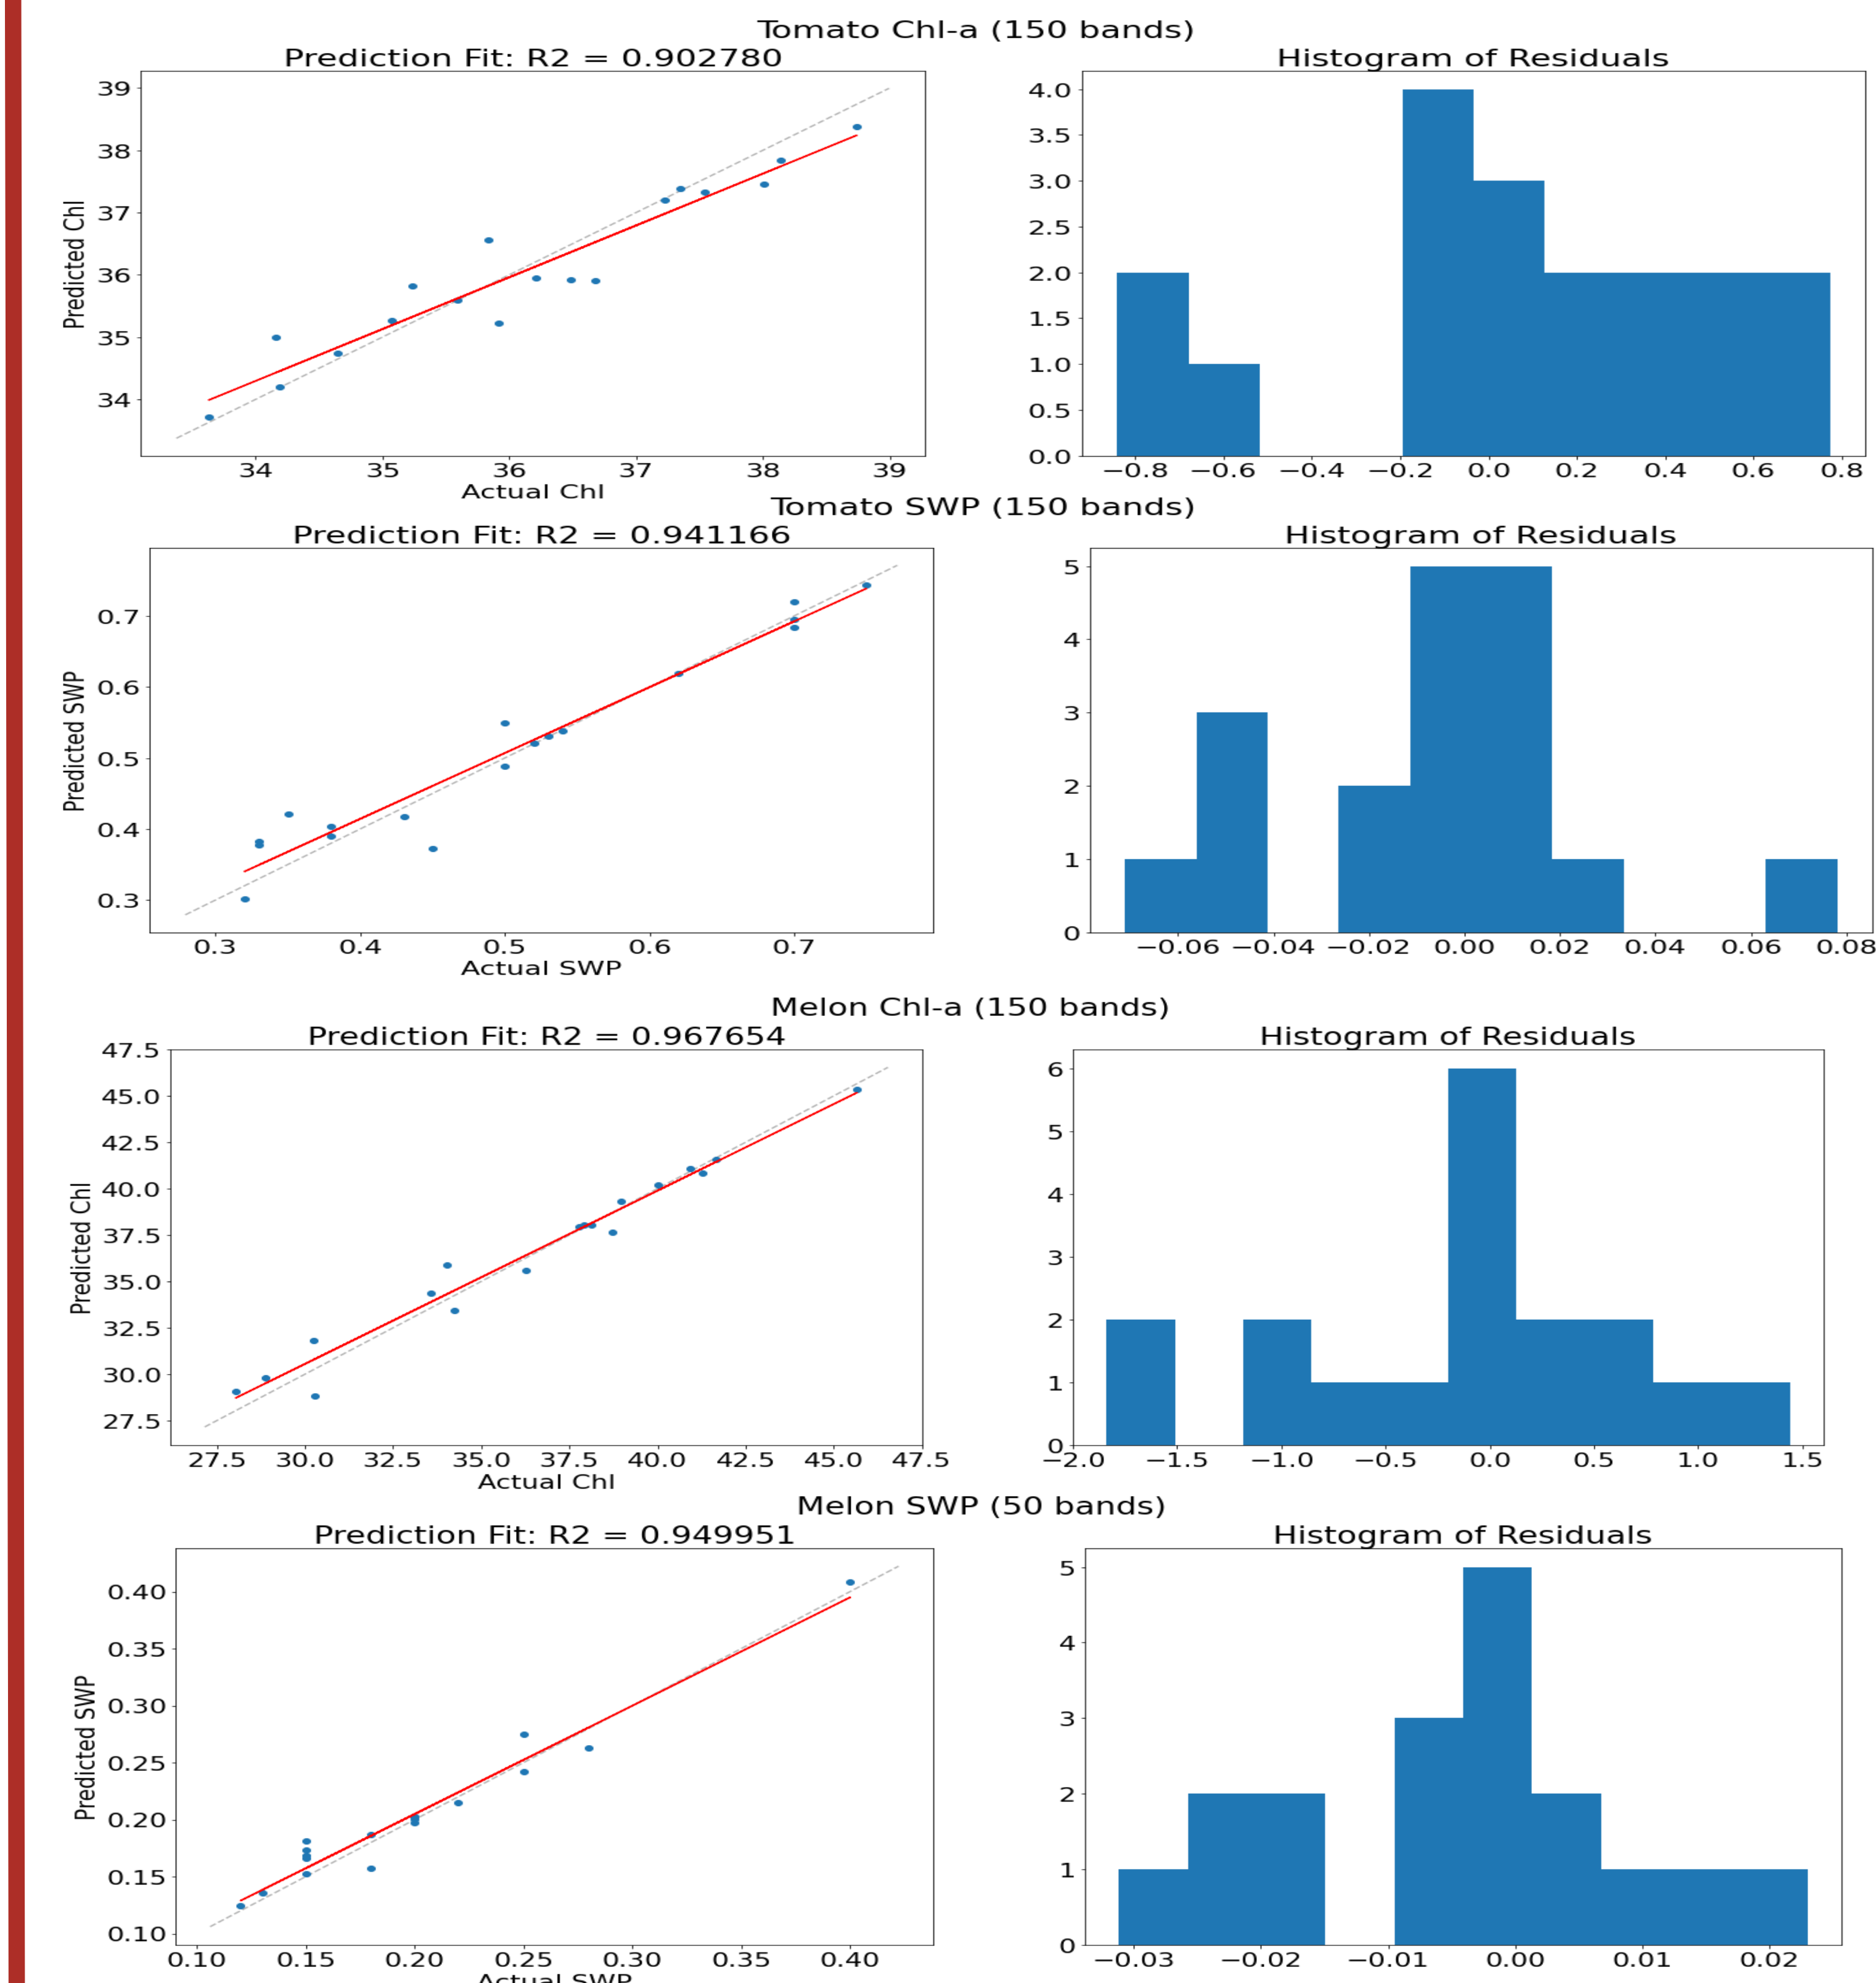 Tomato Chl-a (150 bands)
Prediction Fit: R2 = 0.902780
Histogram of Residuals
39
38
37
36
35
34
Predicted Chl
34 35 36 37 38 39
Actual Chl
4.0
3.5
3.0
2.5
2.0
1.5
1.0
0.5
0.0
−0.8 −0.6 −0.4 −0.2 0.0 0.2 0.4 0.6 0.8
Tomato SWP (150 bands)
Prediction Fit: R2 = 0.941166
Histogram of Residuals
0.7
0.6
0.5
0.4
0.3
Predicted SWP
0.3 0.4 0.5 0.6 0.7
Actual SWP
5
4
3
2
1
0
−0.06 −0.04 −0.02 0.00 0.02 0.04 0.06 0.08
Melon Chl-a (150 bands)
Prediction Fit: R2 = 0.967654
Histogram of Residuals
47.5
45.0
42.5
40.0
37.5
35.0
32.5
30.0
27.5
Predicted Chl
27.5 30.0 32.5 35.0 37.5 40.0 42.5 45.0 47.5
Actual Chl
6
5
4
3
2
1
0
−2.0 −1.5 −1.0 −0.5 0.0 0.5 1.0 1.5
Melon SWP (50 bands)
Prediction Fit: R2 = 0.949951
Histogram of Residuals
0.40
0.35
0.30
0.25
0.20
0.15
0.10
Predicted SWP
0.10 0.15 0.20 0.25 0.30 0.35 0.40
Actual SWP
5
4
3
2
1
0
−0.03 −0.02 −0.01 0.00 0.01 0.02